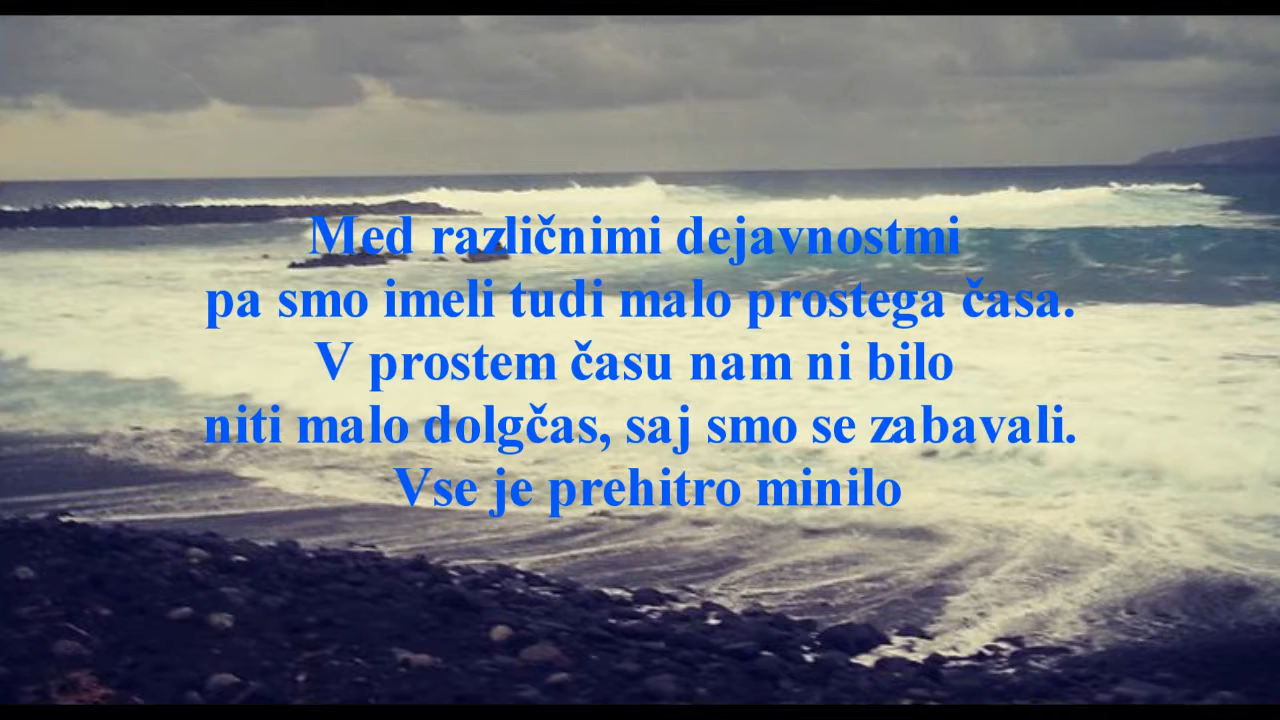 Med različnimi dejavnostmi
pa smo imeli tudi malo prostega časa.
V prostem času nam ni bilo
niti malo dolgčas, saj smo se zabavali.
Vse je prehitro minilo